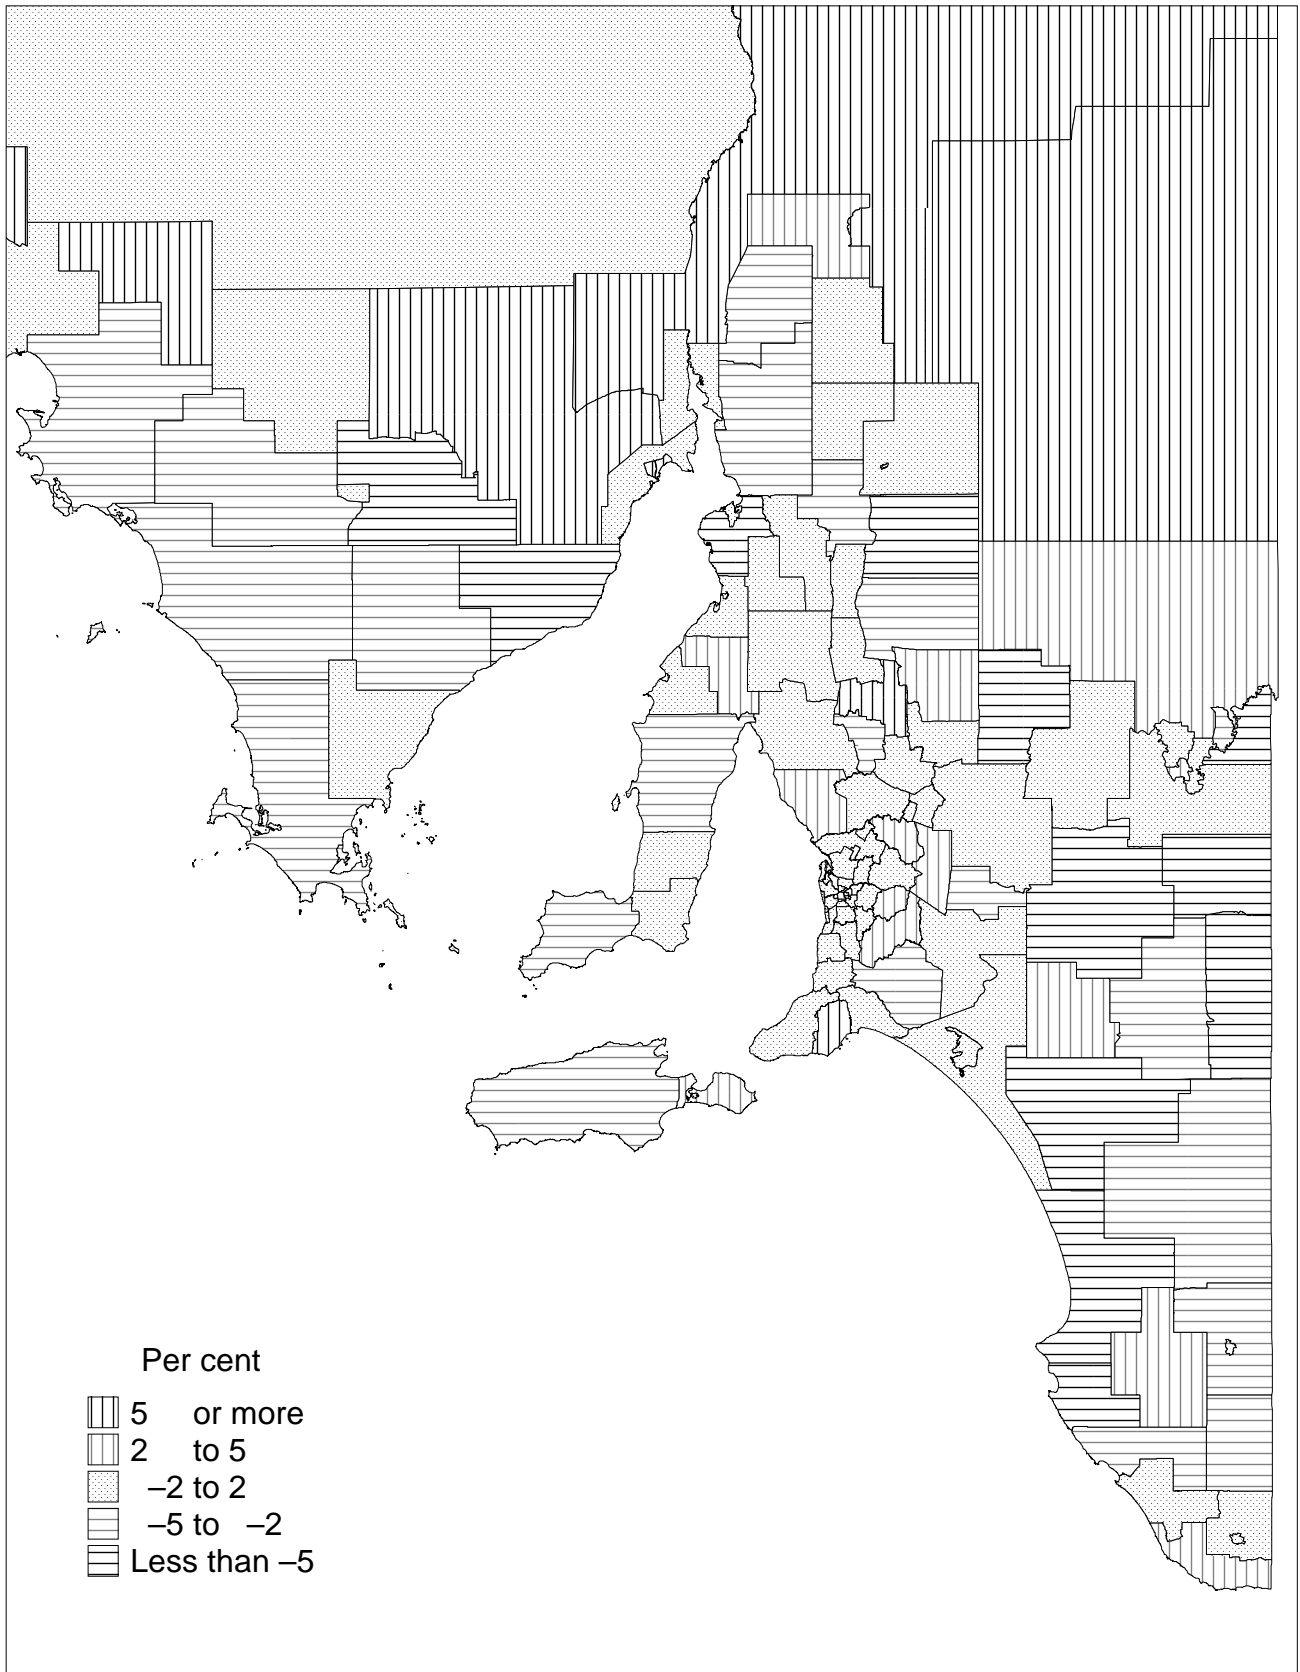 Per cent
5 or more
2 to 5
–2 to 2
–5 to –2
Less than –5